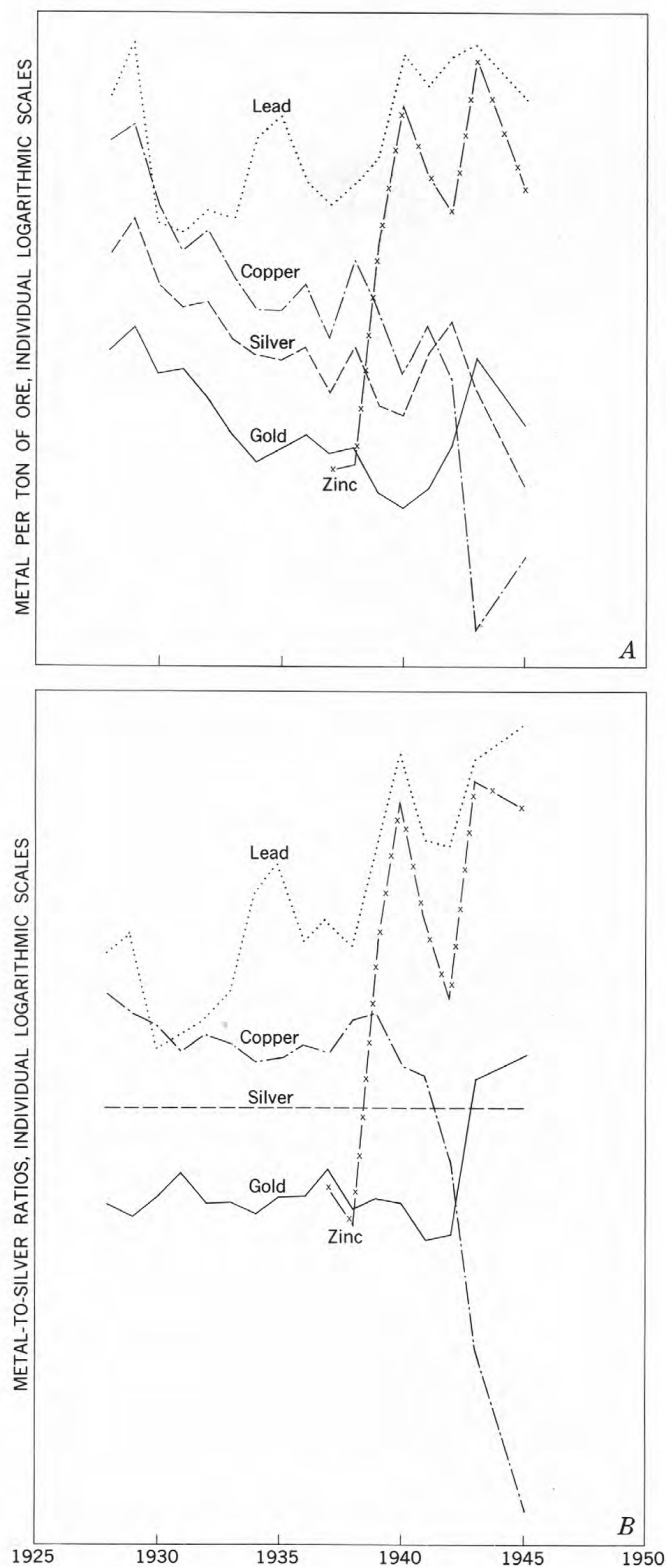 METAL PER TON OF ORE, INDIVIDUAL LOGARITHMIC SCALES
Lead
Copper
Silver
Gold
Zinc
A
METAL-TO-SILVER RATIOS, INDIVIDUAL LOGARITHMIC SCALES
Lead
Copper
Silver
Gold
Zinc
B
1925 1930 1935 1940 1945 1950